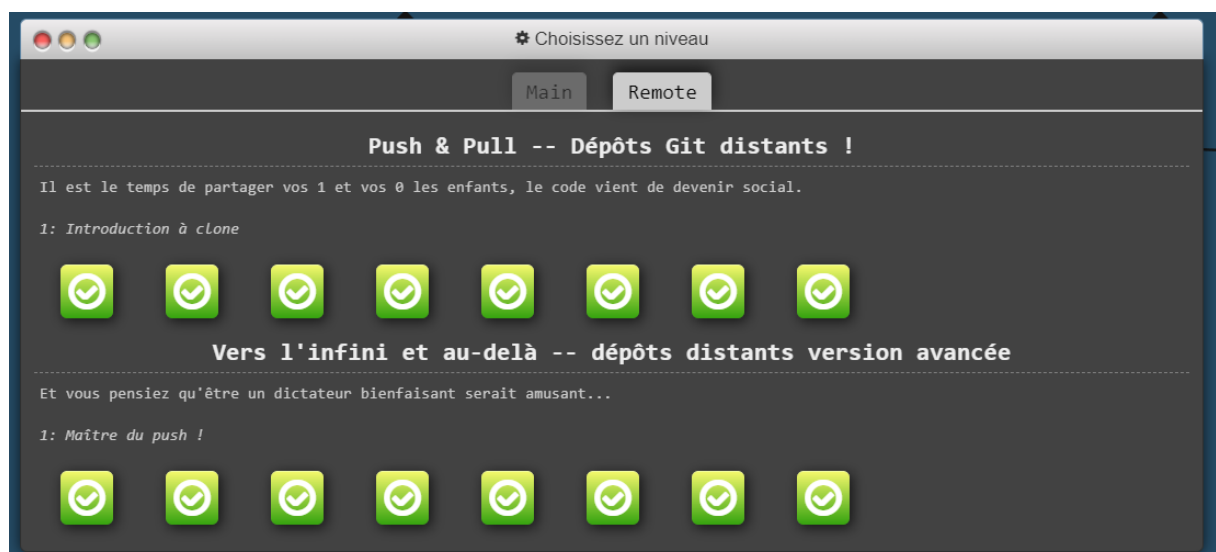 Choisissez un niveau
Main
Remote
Push & Pull -- Dépôts Git distants !
Il est le temps de partager vos 1 et vos 0 les enfants, le code vient de devenir social.
1: Introduction à clone
Vers l'infini et au-delà -- dépôts distants version avancée
Et vous pensiez qu'être un dictateur bienfaisant serait amusant...
1: Maître du push !